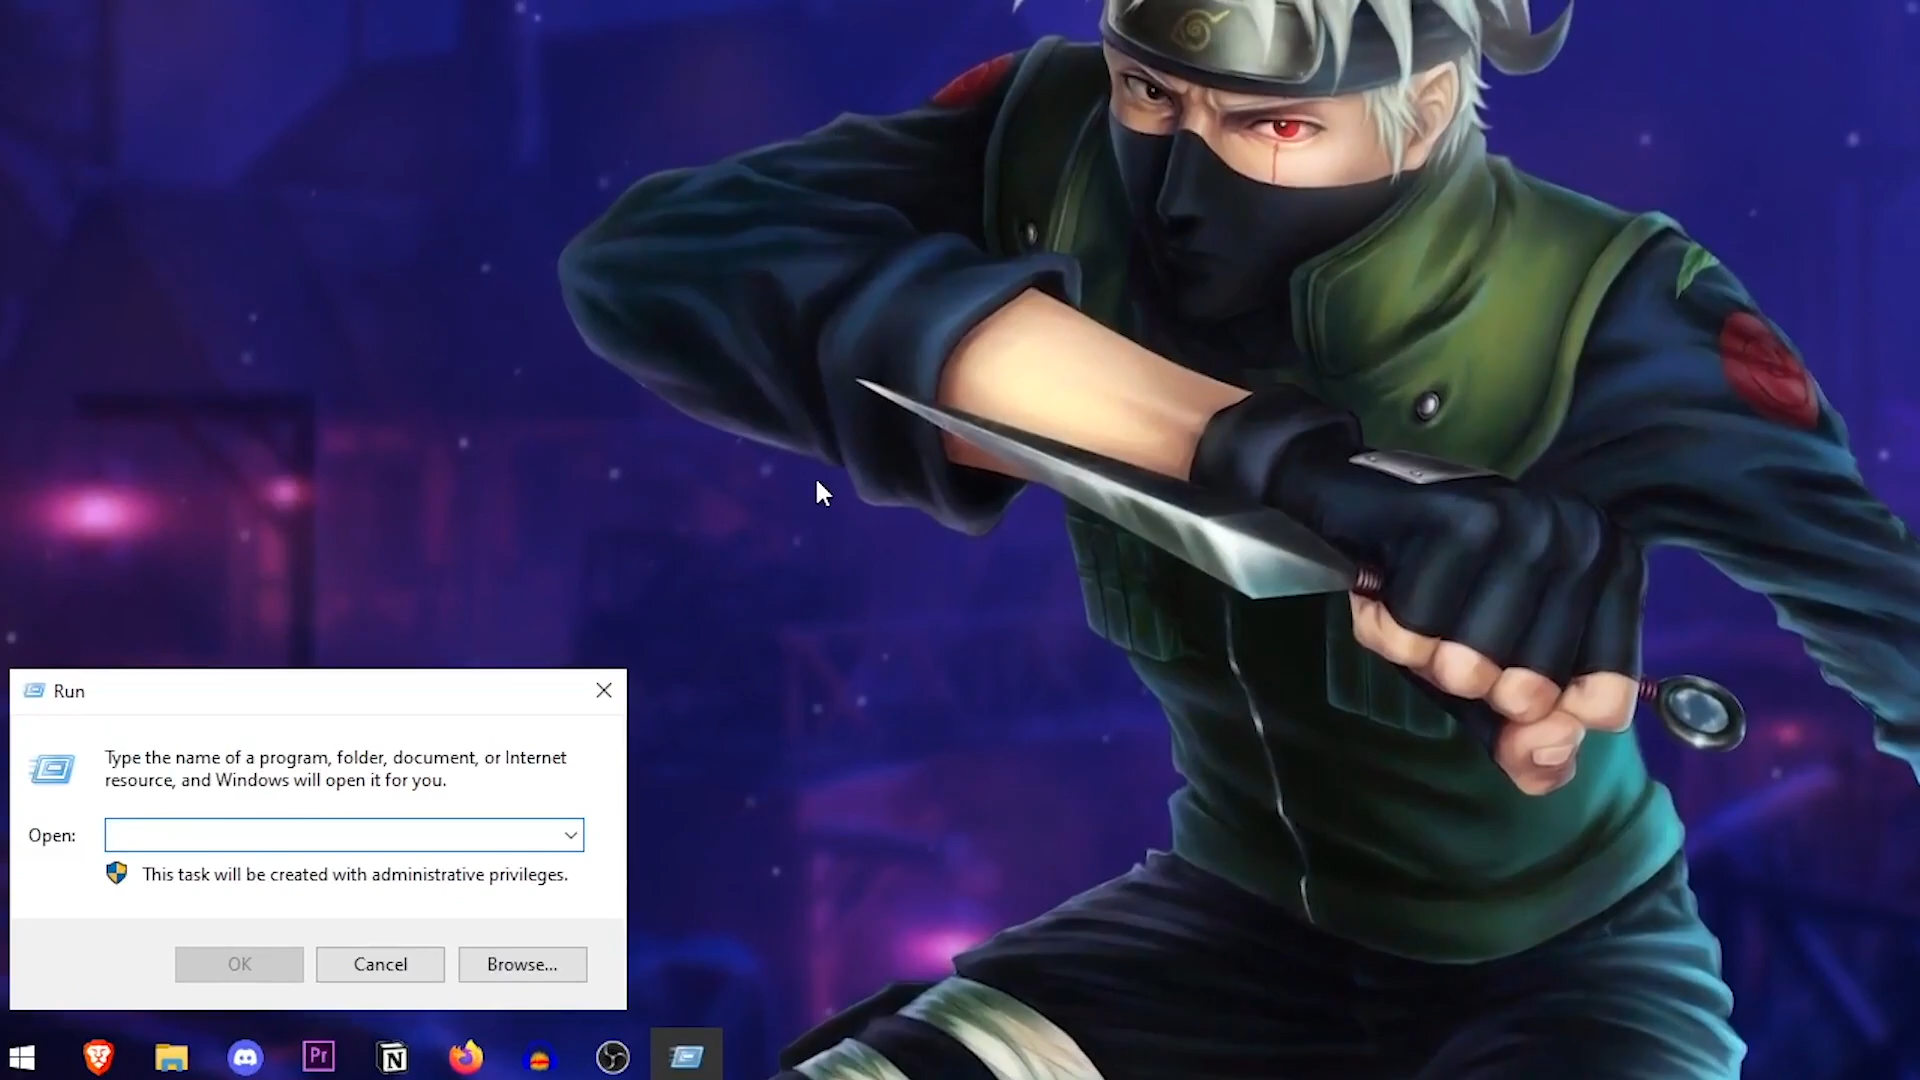 Run
Type the name of a program, folder, document, or Internet
resource, and Windows will open it for you.
Open:
This task will be created with administrative privileges.
OK
Cancel
Browse...
Pr
N